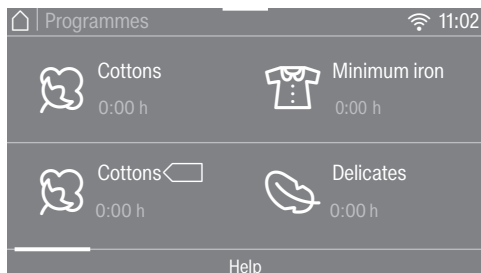 Programmes 11:02
Cottons
0:00 h
Minimum iron
0:00 h
Cottons
0:00 h
Delicates
0:00 h
Help